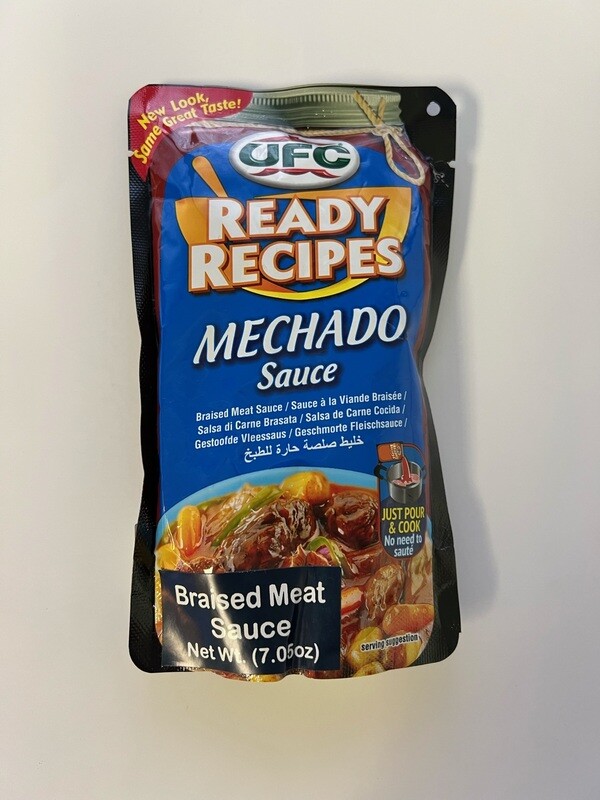 New Look,
Same Great Taste!
UFC
READY
RECIPES
MECHADO
Sauce
Braised Meat Sauce / Sauce à la Viande Braisée /
Salsa di Carne Brasata / Salsa de Carne Cocida /
Gestoofde Vleessaus / Geschmorte Fleischsauce /
خليط صلصة حارة للطبخ
JUST POUR
& COOK
No need to
sauté
Braised Meat
Sauce
Net Wt. (7.05oz)
serving suggestion